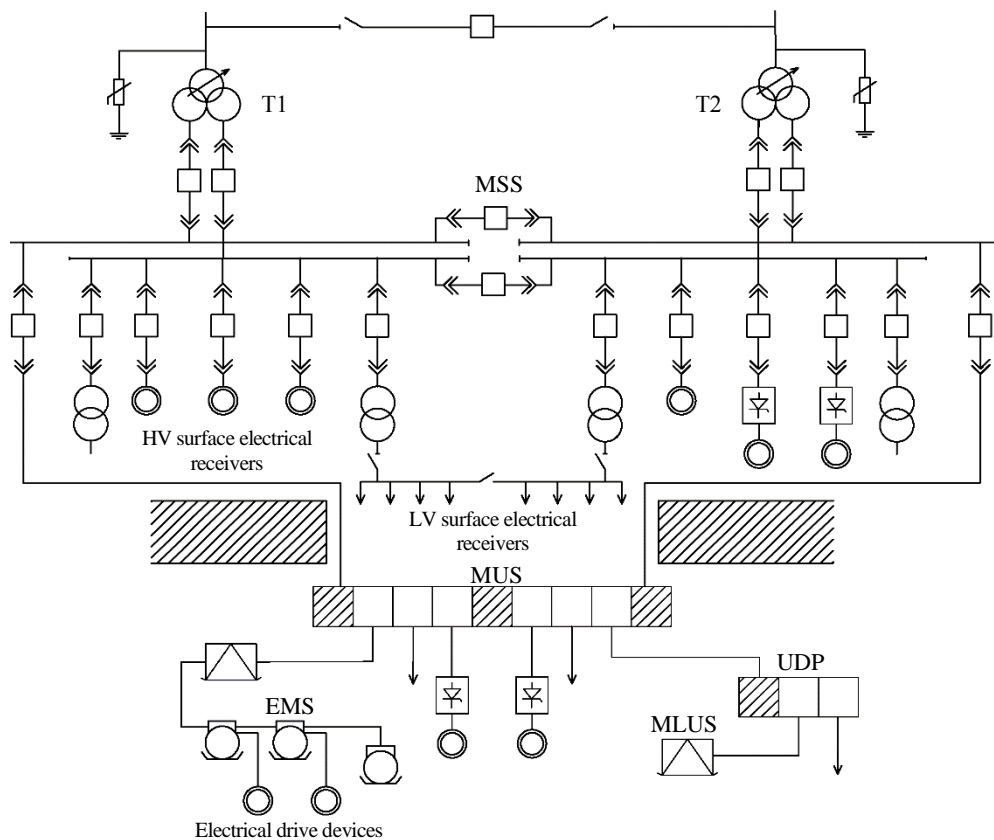 T1
T2
MSS
HV surface electrical
receivers
LV surface electrical
receivers
MUS
UDP
EMS
MLUS
Electrical drive devices